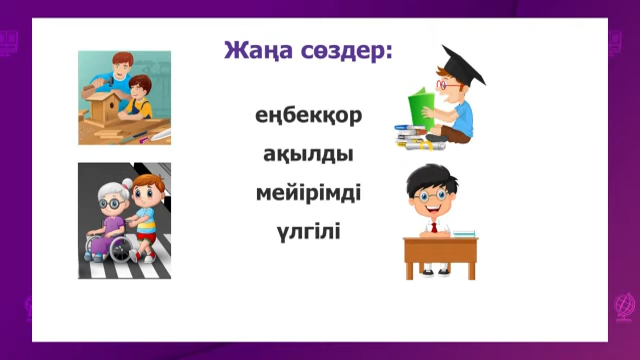 Жаңа сөздер:
еңбекқор
ақылды
мейірімді
үлгілі